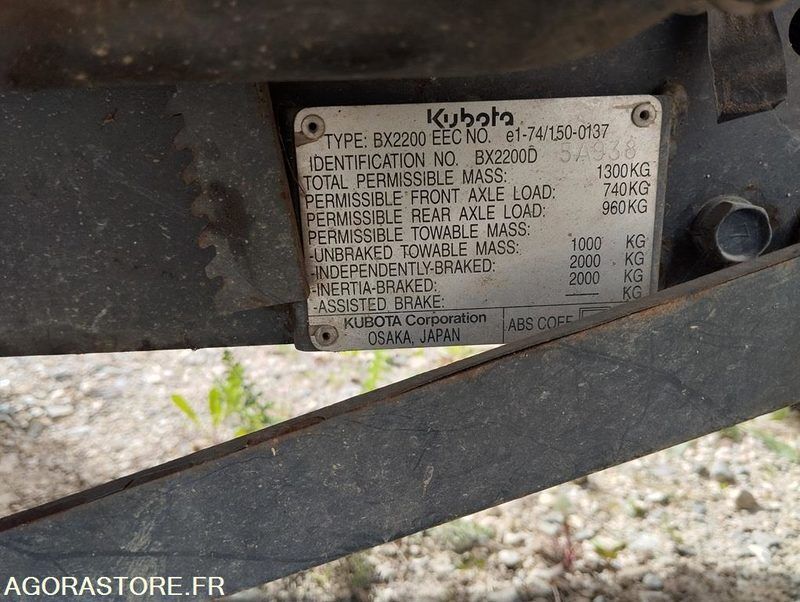 Kubota
TYPE: BX2200 EEC NO. e1-74/150-0137
IDENTIFICATION NO. BX2200D 5A938
TOTAL PERMISSIBLE MASS: 1300KG
PERMISSIBLE FRONT AXLE LOAD: 740KG
PERMISSIBLE REAR AXLE LOAD: 960KG
PERMISSIBLE TOWABLE MASS:
-UNBRAKED TOWABLE MASS: 1000 KG
-INDEPENDENTLY-BRAKED: 2000 KG
-INERTIA-BRAKED: 2000 KG
-ASSISTED BRAKE: —— KG
KUBOTA Corporation
OSAKA, JAPAN
ABS COEF
AGORASTORE.FR